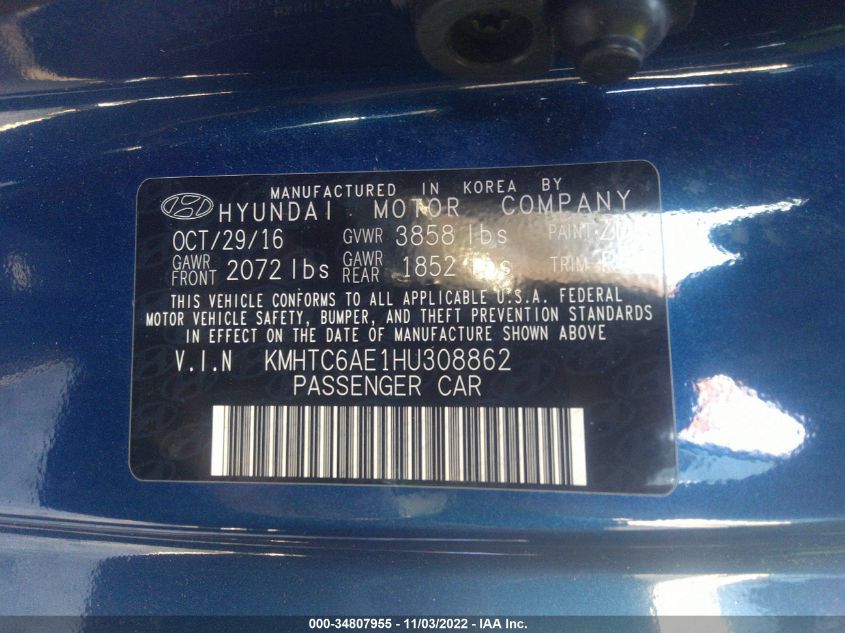 MANUFACTURED IN KOREA BY
HYUNDAI MOTOR COMPANY
OCT/29/16 GVWR 3858 lbs PAINT:
GAWR FRONT 2072 lbs GAWR REAR 1852 lbs TRIM:
THIS VEHICLE CONFORMS TO ALL APPLICABLE U.S.A. FEDERAL
MOTOR VEHICLE SAFETY, BUMPER, AND THEFT PREVENTION STANDARDS
IN EFFECT ON THE DATE OF MANUFACTURE SHOWN ABOVE
V.I.N KMHTC6AE1HU308862
PASSENGER CAR
000-34807955 - 11/03/2022 - IAA Inc.